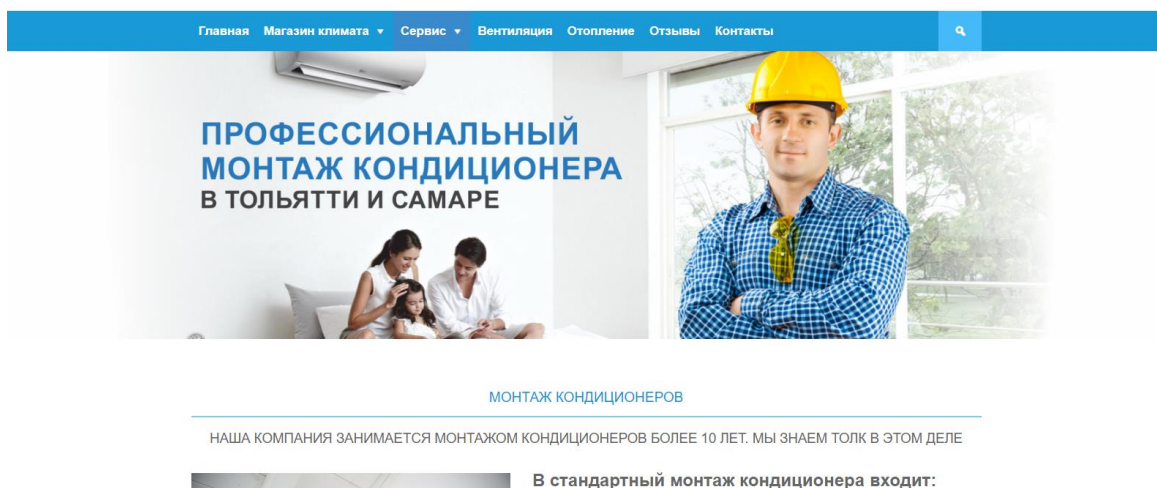 Главная Магазин климата Сервис Вентиляция Отопление Отзывы Контакты
ПРОФЕССИОНАЛЬНЫЙ
МОНТАЖ КОНДИЦИОНЕРА
В ТОЛЬЯТТИ И САМАРЕ
МОНТАЖ КОНДИЦИОНЕРОВ
НАША КОМПАНИЯ ЗАНИМАЕТСЯ МОНТАЖОМ КОНДИЦИОНЕРОВ БОЛЕЕ 10 ЛЕТ. МЫ ЗНАЕМ ТОЛК В ЭТОМ ДЕЛЕ
В стандартный монтаж кондиционера входит: